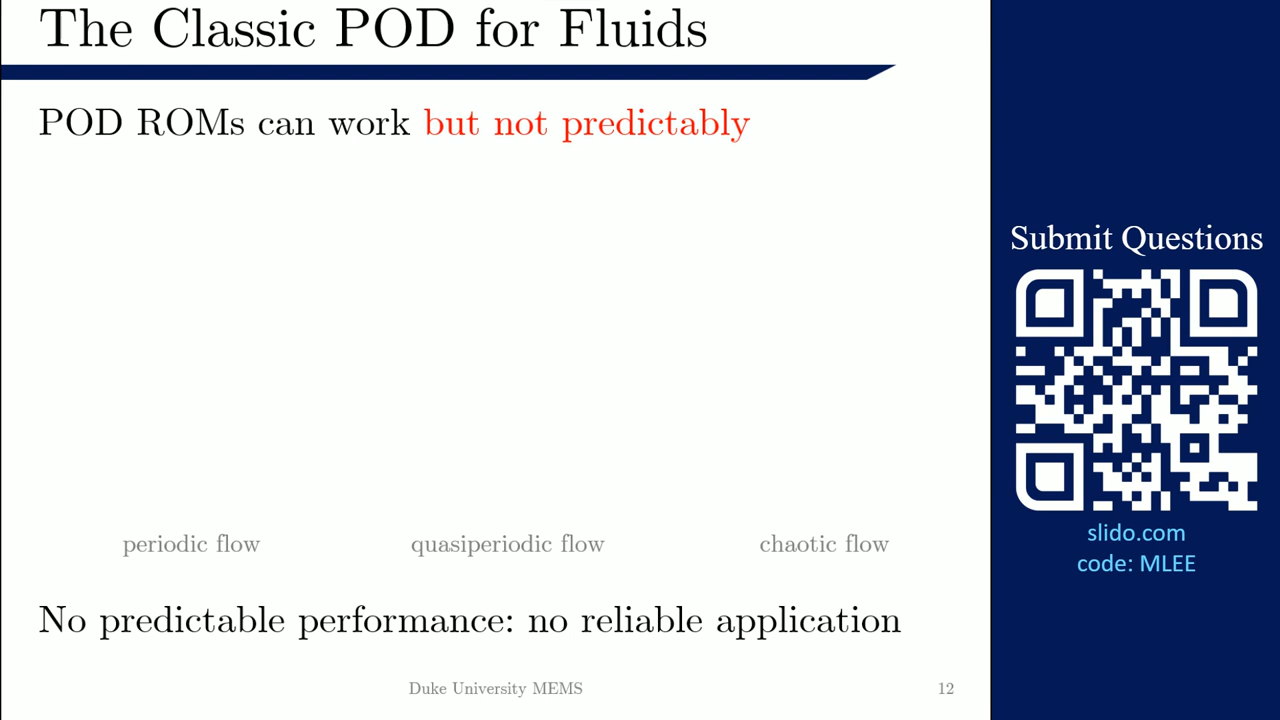 The Classic POD for Fluids
POD ROMs can work but not predictably
periodic flow
quasiperiodic flow
chaotic flow
No predictable performance: no reliable application
Duke University MEMS
12
Submit Questions
slido.com
code: MLEE